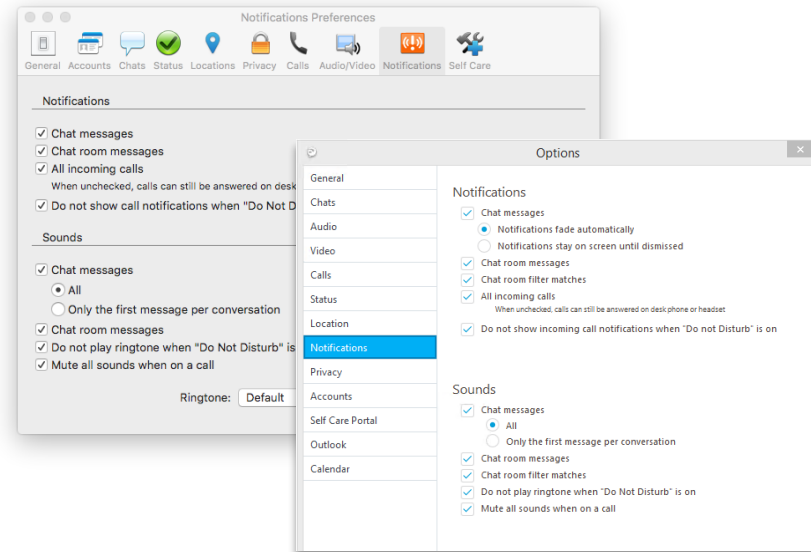 Notifications Preferences
General Accounts Chats Status Locations Privacy Calls Audio/Video Notifications Self Care
Notifications
Chat messages
Chat room messages
All incoming calls
When unchecked, calls can still be answered on desk
Do not show call notifications when "Do Not D
Sounds
Chat messages
All
Only the first message per conversation
Chat room messages
Do not play ringtone when "Do Not Disturb" is
Mute all sounds when on a call
Ringtone: Default
Options
General
Chats
Audio
Video
Calls
Status
Location
Notifications
Privacy
Accounts
Self Care Portal
Outlook
Calendar
Notifications
Chat messages
Notifications fade automatically
Notifications stay on screen until dismissed
Chat room messages
Chat room filter matches
All incoming calls
When unchecked, calls can still be answered on desk phone or headset
Do not show incoming call notifications when "Do not Disturb" is on
Sounds
Chat messages
All
Only the first message per conversation
Chat room messages
Chat room filter matches
Do not play ringtone when "Do Not Disturb" is on
Mute all sounds when on a call